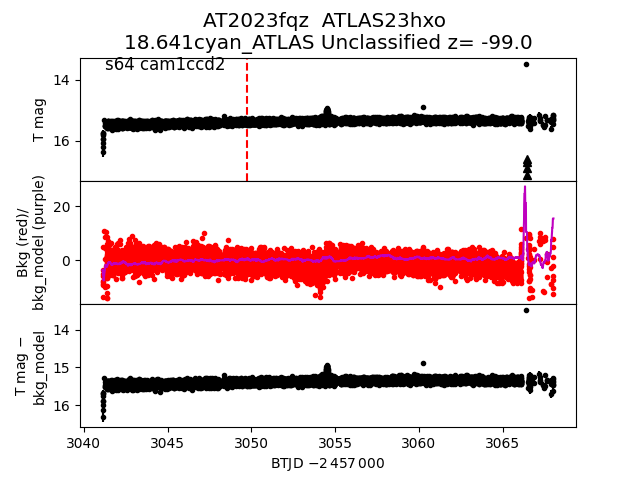 AT2023fqz  ATLAS23hxo
18.641cyan_ATLAS Unclassified z= -99.0
s64 cam1ccd2
T mag
14
16
Bkg (red)/
bkg_model (purple)
20
0
T mag −
bkg_model
14
15
16
3040 3045 3050 3055 3060 3065
BTJD −2 457 000